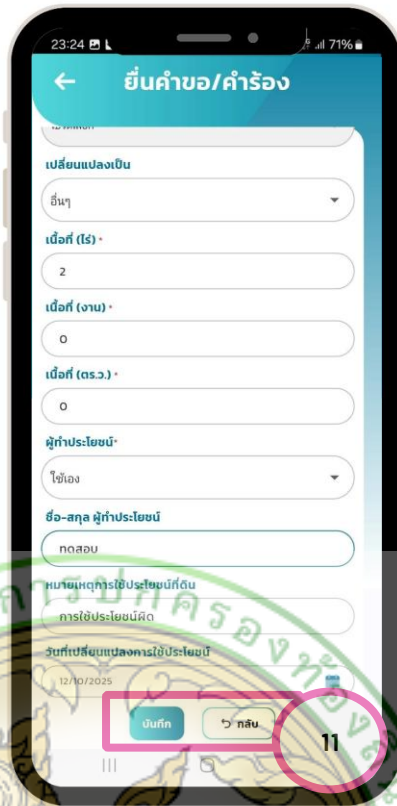 23:24
71%
ยื่นคำขอ/คำร้อง
เปลี่ยนแปลงเป็น
อื่นๆ
เนื้อที่ (ไร่) *
2
เนื้อที่ (งาน) *
0
เนื้อที่ (ตร.ว.) *
0
ผู้ทำประโยชน์*
ใช้เอง
ชื่อ-สกุล ผู้ทำประโยชน์
ทดสอบ
หมายเหตุการใช้ประโยชน์ที่ดิน
การใช้ประโยชน์ผิด
วันที่เปลี่ยนแปลงการใช้ประโยชน์
12/10/2025
บันทึก
กลับ
11